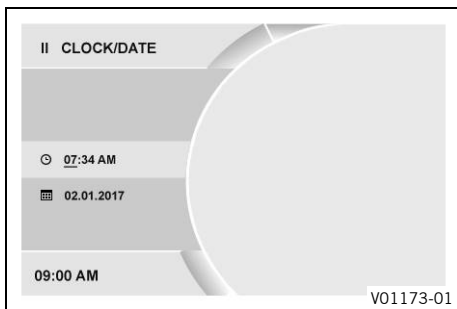 II CLOCK/DATE
07:34 AM
02.01.2017
09:00 AM
V01173-01